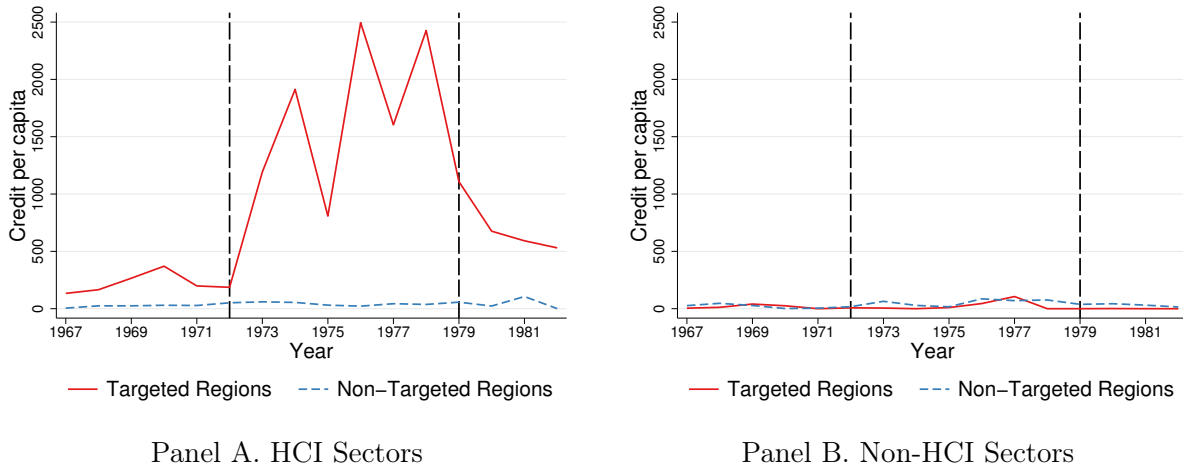 Credit per capita
2500
2000
1500
1000
500
0
1967 1969 1971 1973 1975 1977 1979 1981
Year
Targeted Regions Non−Targeted Regions
Panel A. HCI Sectors
Credit per capita
2500
2000
1500
1000
500
0
1967 1969 1971 1973 1975 1977 1979 1981
Year
Targeted Regions Non−Targeted Regions
Panel B. Non-HCI Sectors